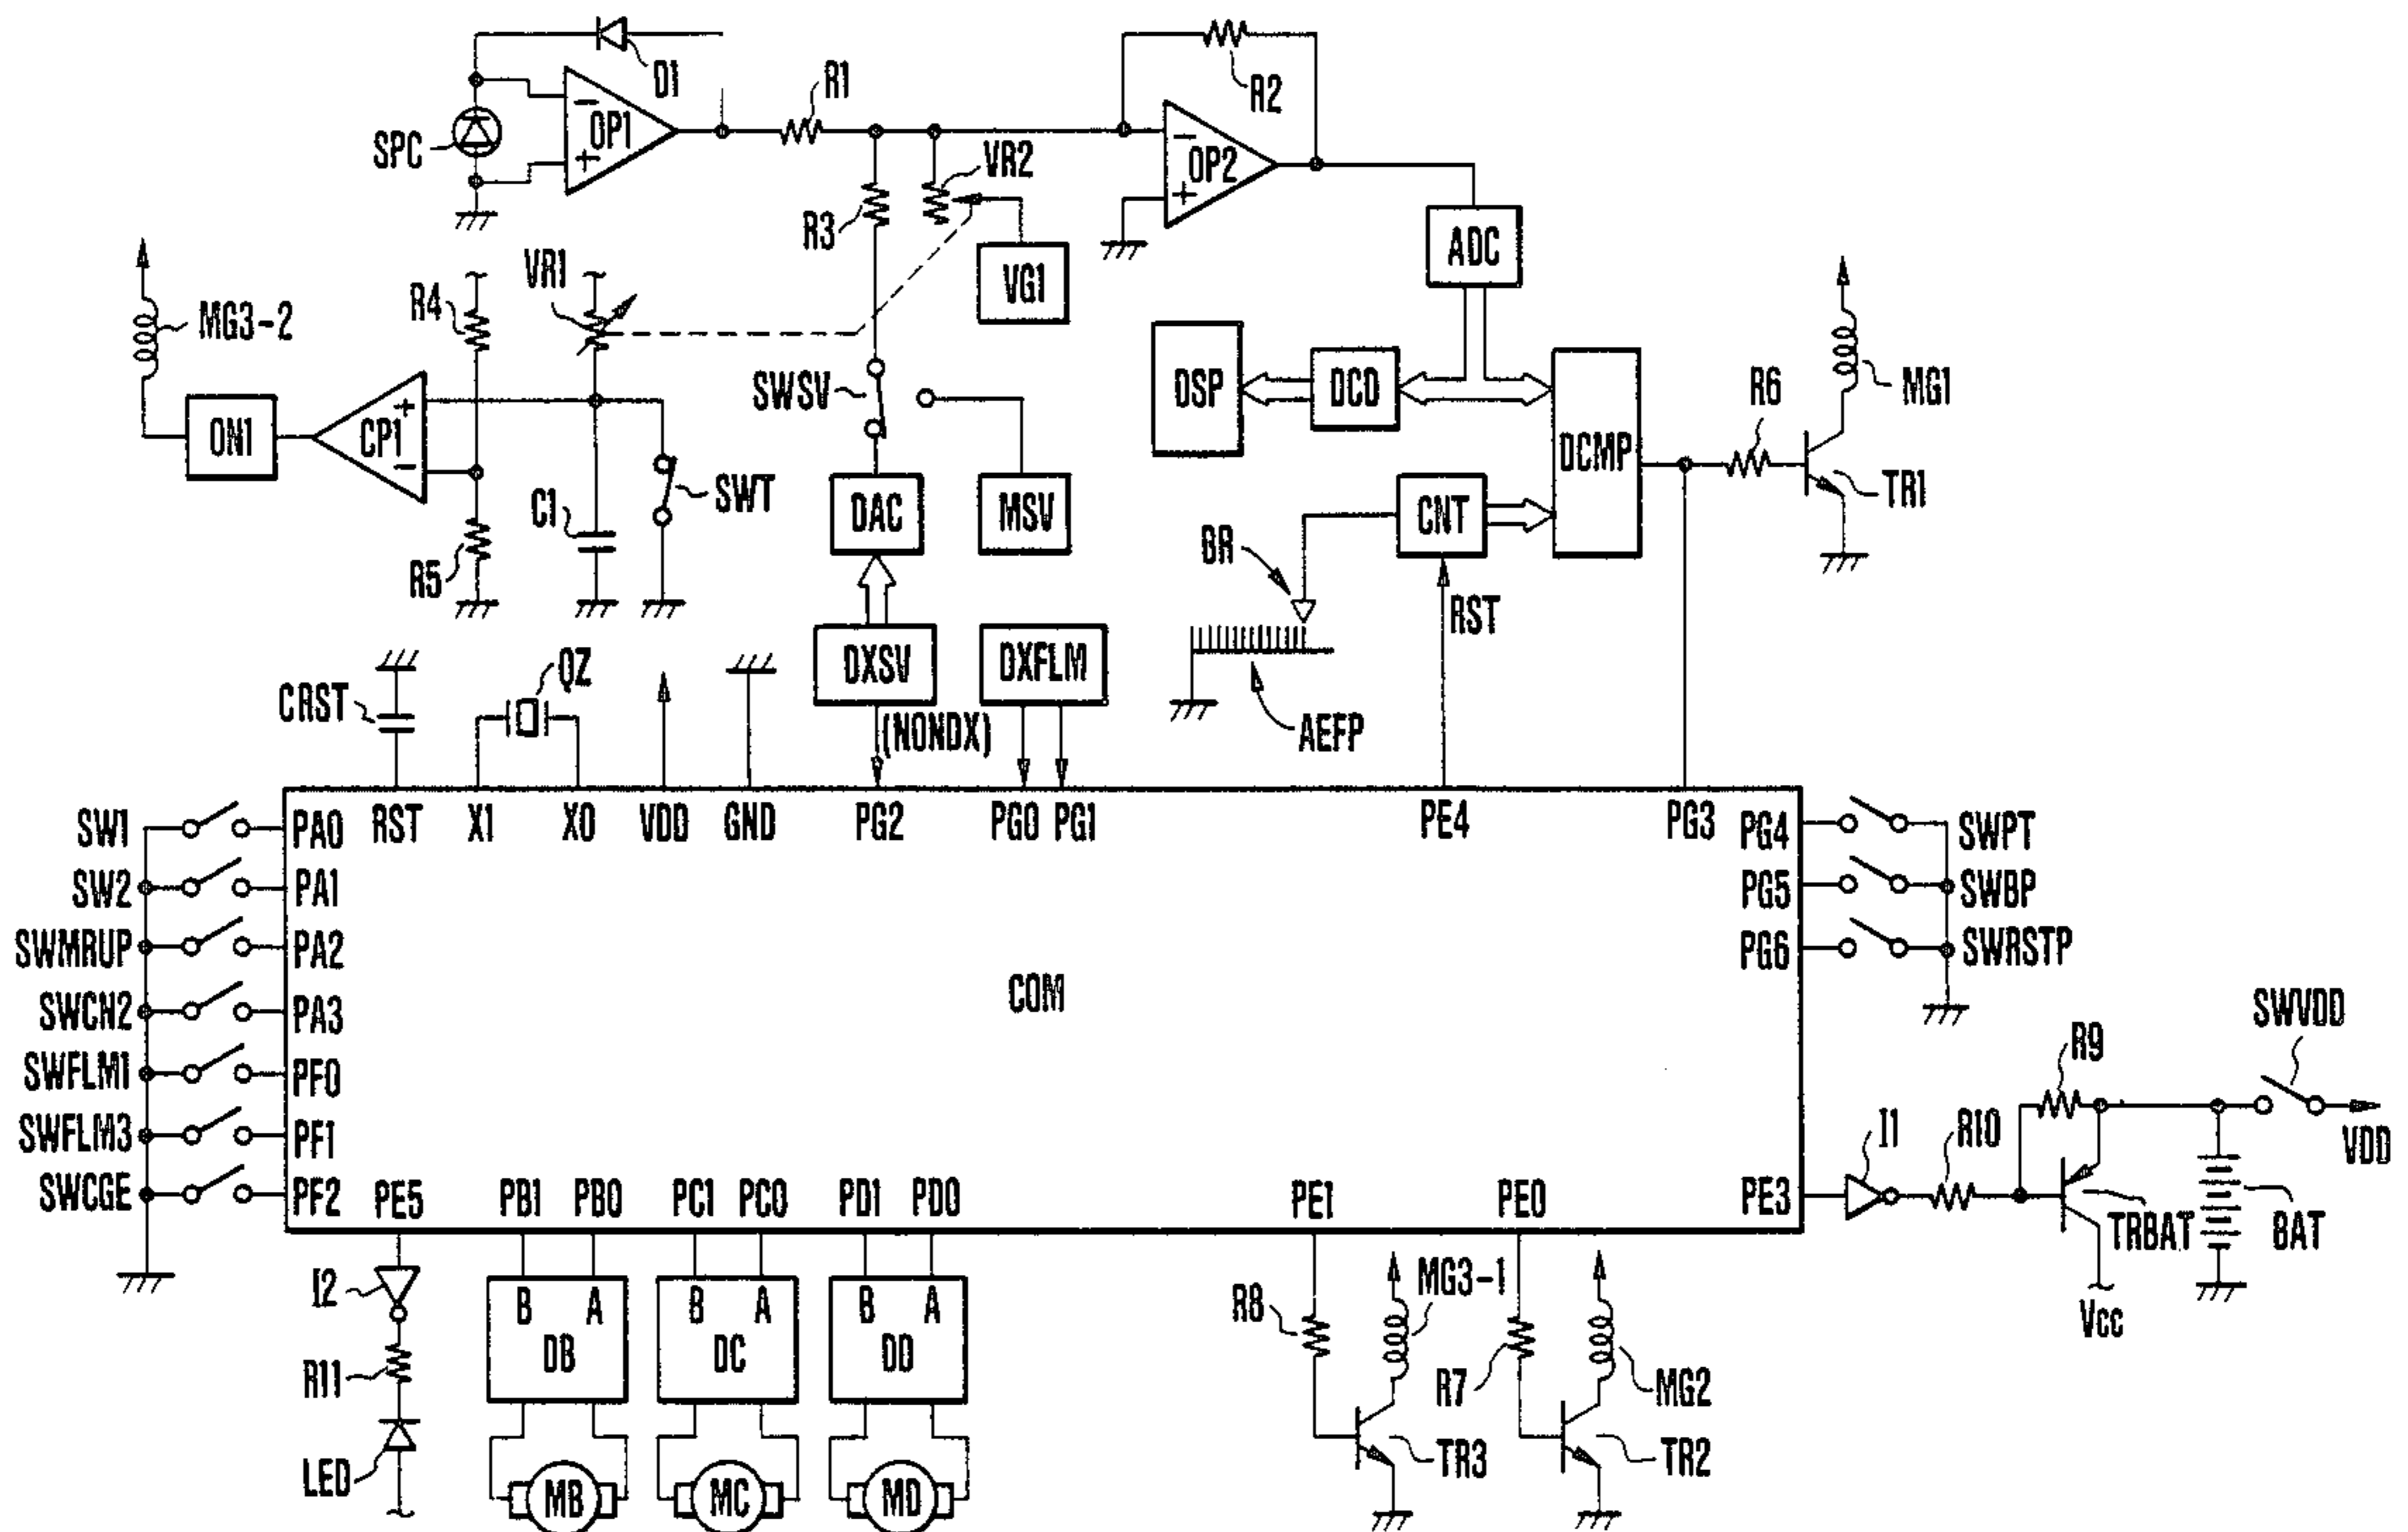 D1
R1
R2
SPC
OP1
−
+
VR2
OP2
−
+
R3
VG1
ADC
MG3-2
R4
VR1
SWSV
DSP
DCD
DCMP
R6
MG1
ON1
CP1
+
−
C1
SWT
DAC
MSV
CNT
TR1
BR
R5
RST
DXSV
DXFLM
CRST
QZ
(NONDX)
AEFP
SW1
PA0
RST
X1
X0
VDD
GND
PG2
PG0
PG1
PE4
PG3
PG4
SWPT
SW2
PA1
PG5
SWBP
SWMRUP
PA2
PG6
SWRSTP
SWCN2
PA3
COM
SWVDD
SWFLM1
PF0
R9
SWFLM3
PF1
I1
R10
VDD
SWCGE
PF2
PE5
PB1
PB0
PC1
PC0
PD1
PD0
PE1
PE0
PE3
TRBAT
BAT
I2
B
A
B
A
B
A
R8
MG3-1
Vcc
DB
DC
DD
R11
R7
MG2
LED
MB
MC
MD
TR3
TR2